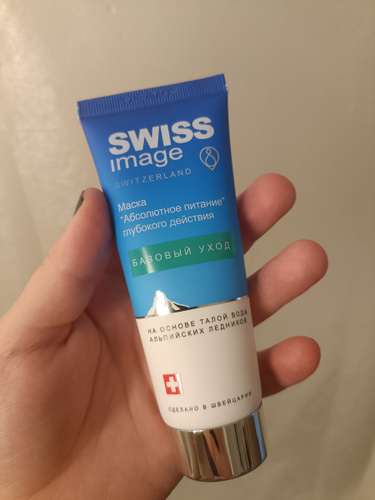 SWISS
image
SWITZERLAND
Маска
"Абсолютное питание"
глубокого действия
БАЗОВЫЙ УХОД
НА ОСНОВЕ ТАЛОЙ ВОДЫ
АЛЬПИЙСКИХ ЛЕДНИКОВ
СДЕЛАНО В ШВЕЙЦАРИИ